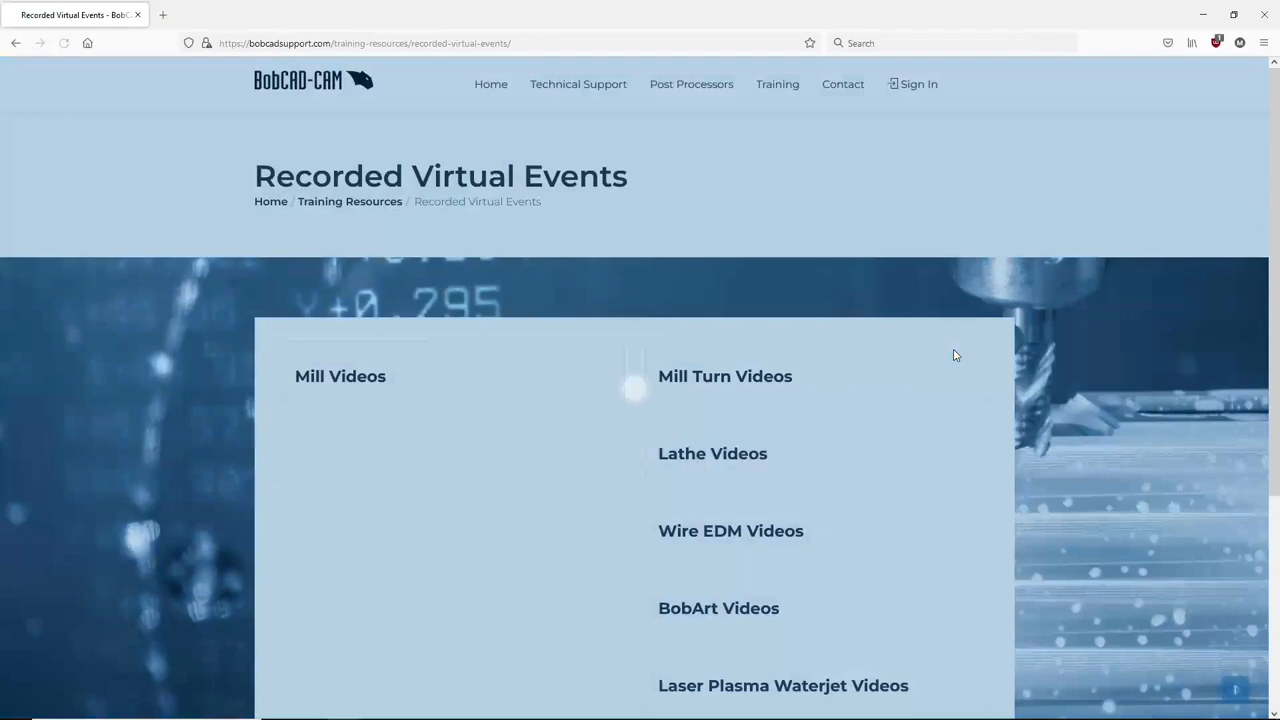 Recorded Virtual Events - BobC
https://bobcadsupport.com/training-resources/recorded-virtual-events/
Search
1
M
BobCAD-CAM
Home
Technical Support
Post Processors
Training
Contact
Sign In
Recorded Virtual Events
Home / Training Resources / Recorded Virtual Events
Y+0.295
Mill Videos
Mill Turn Videos
Lathe Videos
Wire EDM Videos
BobArt Videos
Laser Plasma Waterjet Videos